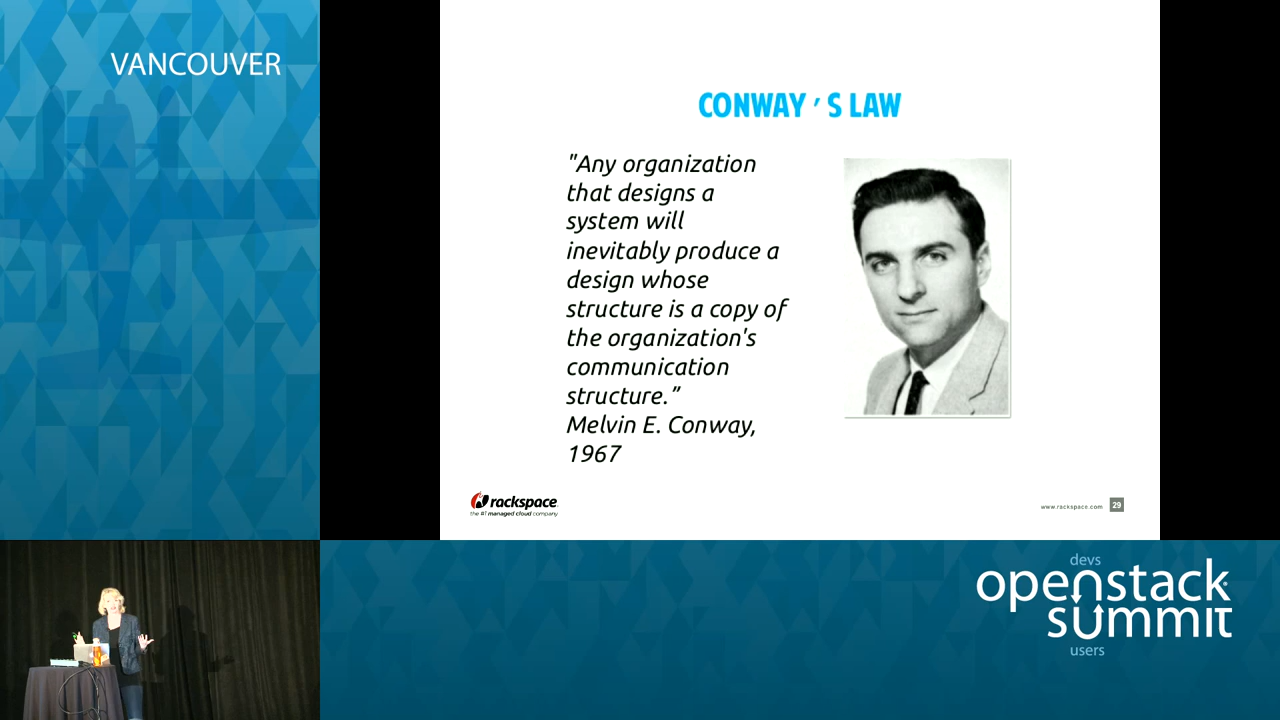 VANCOUVER
CONWAY ’ S LAW
"Any organization
that designs a
system will
inevitably produce a
design whose
structure is a copy of
the organization's
communication
structure.”
Melvin E. Conway,
1967
rackspace
the #1 managed cloud company
www.rackspace.com 29
devs
openstack
summit
users